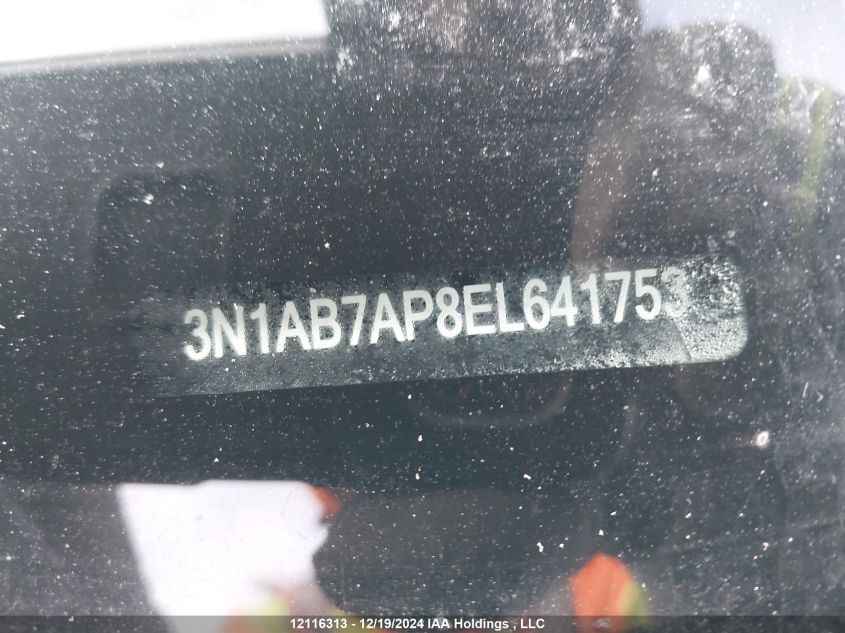 3N1AB7AP8EL641753
12116313 - 12/19/2024 IAA Holdings , LLC